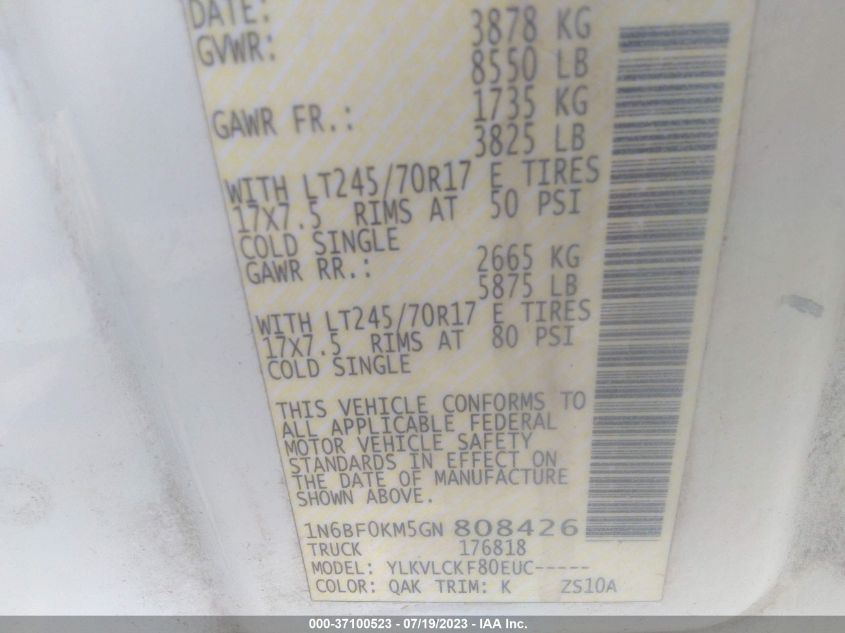 DATE:
GVWR: 3878 KG
8550 LB
GAWR FR.: 1735 KG
3825 LB
WITH LT245/70R17 E TIRES
17X7.5 RIMS AT 50 PSI
COLD SINGLE
GAWR RR.: 2665 KG
5875 LB
WITH LT245/70R17 E TIRES
17X7.5 RIMS AT 80 PSI
COLD SINGLE
THIS VEHICLE CONFORMS TO
ALL APPLICABLE FEDERAL
MOTOR VEHICLE SAFETY
STANDARDS IN EFFECT ON
THE DATE OF MANUFACTURE
SHOWN ABOVE.
1N6BF0KM5GN 808426
TRUCK 176818
MODEL: YLKVLCKF80EUC-----
COLOR: QAK TRIM: K ZS10A
000-37100523 - 07/19/2023 - IAA Inc.